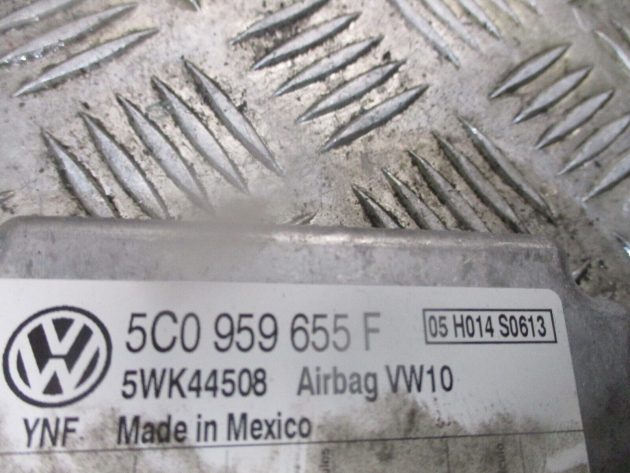 5C0 959 655 F 05 H014 S0613
5WK44508 Airbag VW10
YNF Made in Mexico